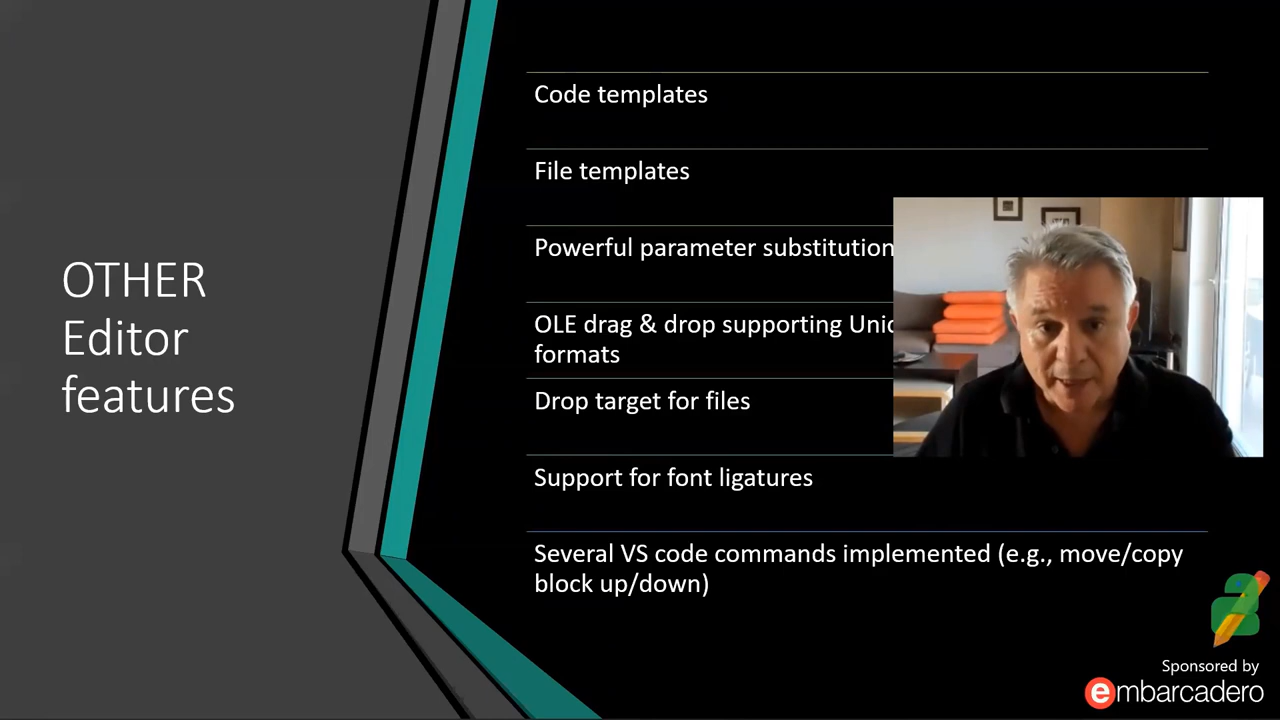 OTHER
Editor
features
Code templates
File templates
Powerful parameter substitution
OLE drag & drop supporting
formats
Drop target for files
Support for font ligatures
Several VS code commands implemented (e.g., move/copy
block up/down)
Sponsored by
embarcadero